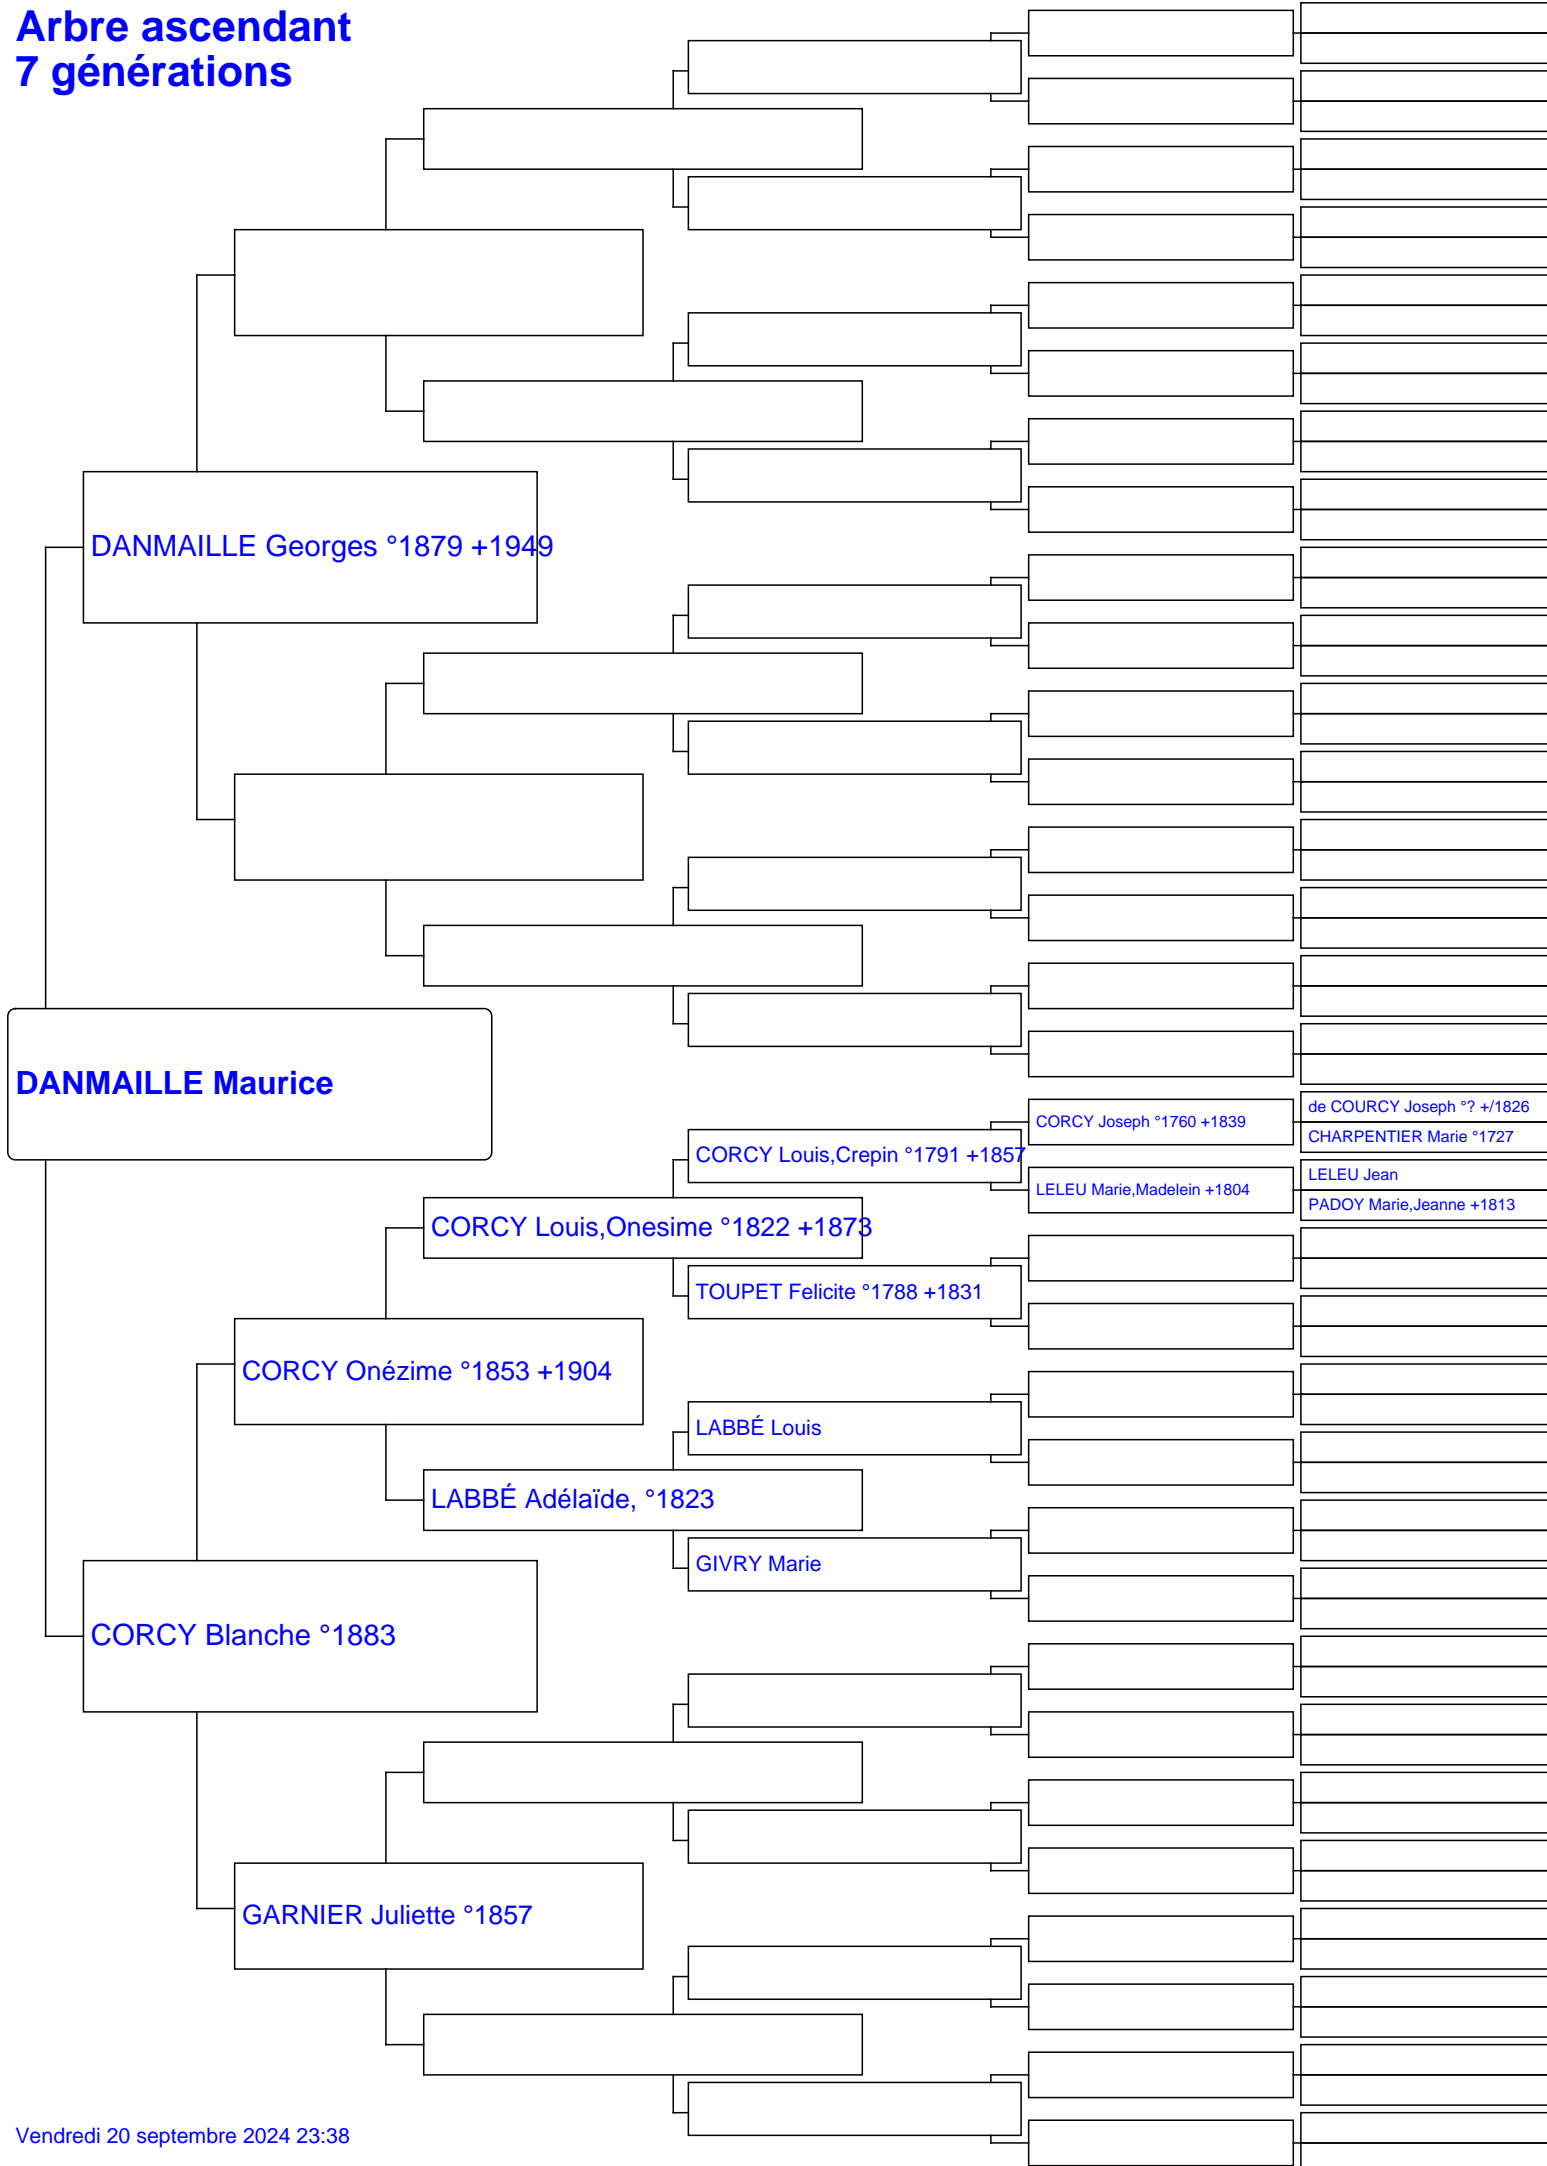 Arbre ascendant
7 générations
DANMAILLE Georges °1879 +1949
DANMAILLE Maurice
CORCY Joseph °1760 +1839
de COURCY Joseph °? +/1826
CHARPENTIER Marie °1727
CORCY Louis,Crepin °1791 +1857
LELEU Marie,Madelein +1804
LELEU Jean
PADOY Marie,Jeanne +1813
CORCY Louis,Onesime °1822 +1873
TOUPET Felicite °1788 +1831
CORCY Onézime °1853 +1904
LABBÉ Louis
LABBÉ Adélaïde, °1823
GIVRY Marie
CORCY Blanche °1883
GARNIER Juliette °1857
Vendredi 20 septembre 2024 23:38